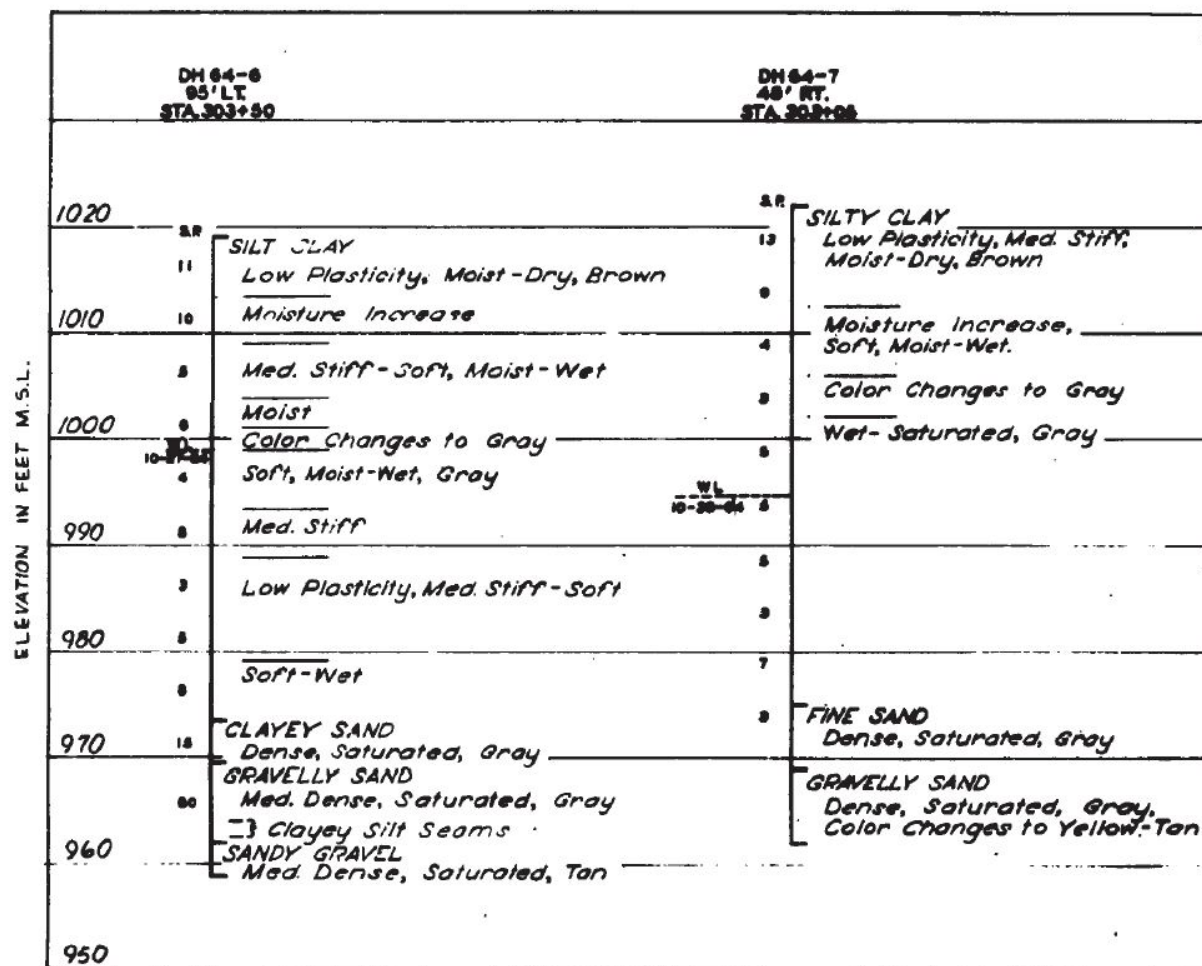 DH 64-6
95' LT.
STA. 303+50
DH 64-7
48' RT.
ELEVATION IN FEET M.S.L.
1020
1010
1000
990
980
970
960
950
S.P.
11
10
4
15
SILT CLAY
Low Plasticity, Moist-Dry, Brown
Moisture Increase
Med. Stiff-Soft, Moist-Wet
Moist
Color Changes to Gray
Soft, Moist-Wet, Gray
Med. Stiff
Low Plasticity, Med. Stiff-Soft
Soft-Wet
CLAYEY SAND
Dense, Saturated, Gray
GRAVELLY SAND
Med. Dense, Saturated, Gray
Clayey Silt Seams
SANDY GRAVEL
Med. Dense, Saturated, Tan
S.P.
13
4
7
W.L.
SILTY CLAY
Low Plasticity, Med. Stiff,
Moist-Dry, Brown
Moisture Increase,
Soft, Moist-Wet.
Color Changes to Gray
Wet-Saturated, Gray
FINE SAND
Dense, Saturated, Gray
GRAVELLY SAND
Dense, Saturated, Gray,
Color Changes to Yellow-Tan